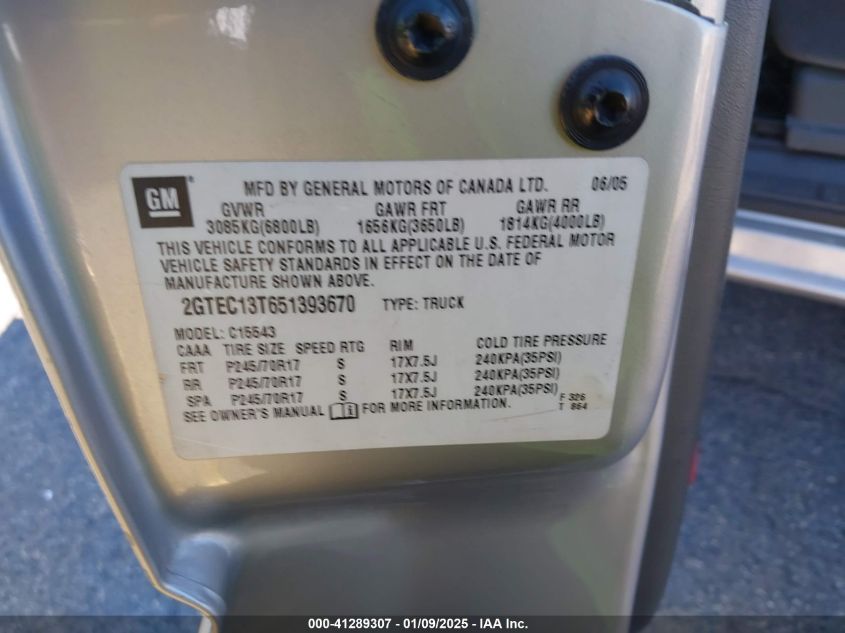 GM MFD BY GENERAL MOTORS OF CANADA LTD. 06/05
GVWR GAWR FRT GAWR RR
3085KG(6800LB) 1656KG(3650LB) 1814KG(4000LB)
THIS VEHICLE CONFORMS TO ALL APPLICABLE U.S. FEDERAL MOTOR
VEHICLE SAFETY STANDARDS IN EFFECT ON THE DATE OF
MANUFACTURE SHOWN ABOVE.
2GTEC13T651393670 TYPE: TRUCK
MODEL: C15543
CAAA TIRE SIZE SPEED RTG RIM COLD TIRE PRESSURE
FRT P245/70R17 S 17X7.5J 240KPA(35PSI)
RR P245/70R17 S 17X7.5J 240KPA(35PSI)
SPA P245/70R17 S 17X7.5J 240KPA(35PSI) F 326
SEE OWNER'S MANUAL FOR MORE INFORMATION. T 864
000-41289307 - 01/09/2025 - IAA Inc.